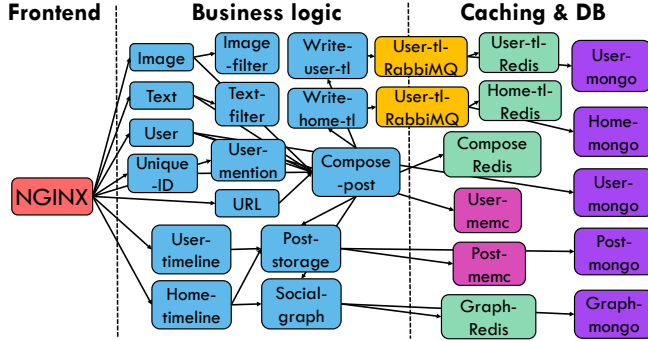 Frontend
Business logic
Caching & DB
NGINX
Image
Text
User
Unique
-ID
User-
timeline
Home-
timeline
Image
-filter
Text-
filter
User-
mention
URL
Write-
user-tl
Write-
home-tl
Compose
-post
Post-
storage
Social-
graph
User-tl-
RabbiMQ
User-tl-
RabbiMQ
User-tl-
Redis
Home-tl-
Redis
Compose
Redis
User-
memc
Post-
memc
Graph-
Redis
User-
mongo
Home-
mongo
User-
mongo
Post-
mongo
Graph-
mongo